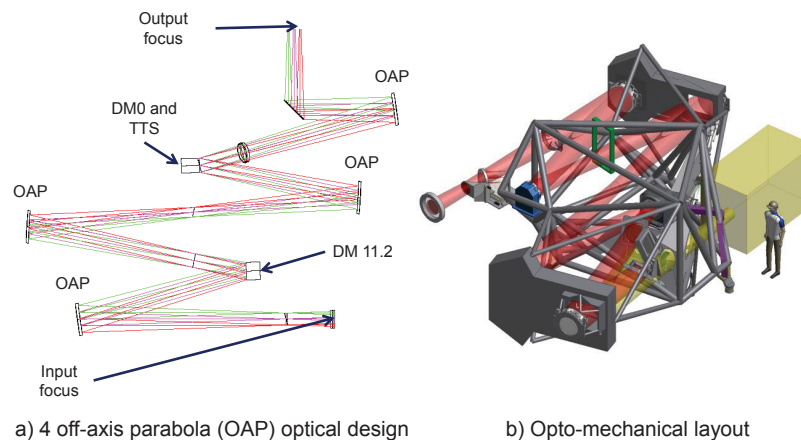 Output
focus
OAP
DM0 and
TTS
OAP
OAP
DM 11.2
OAP
Input
focus
a) 4 off-axis parabola (OAP) optical design
b) Opto-mechanical layout